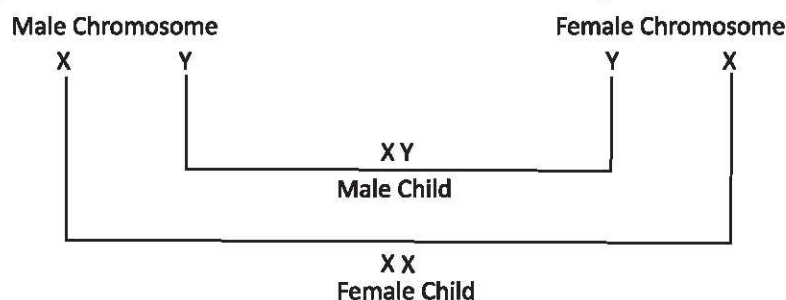 Male Chromosome Female Chromosome
X Y Y X
X Y
Male Child
X X
Female Child